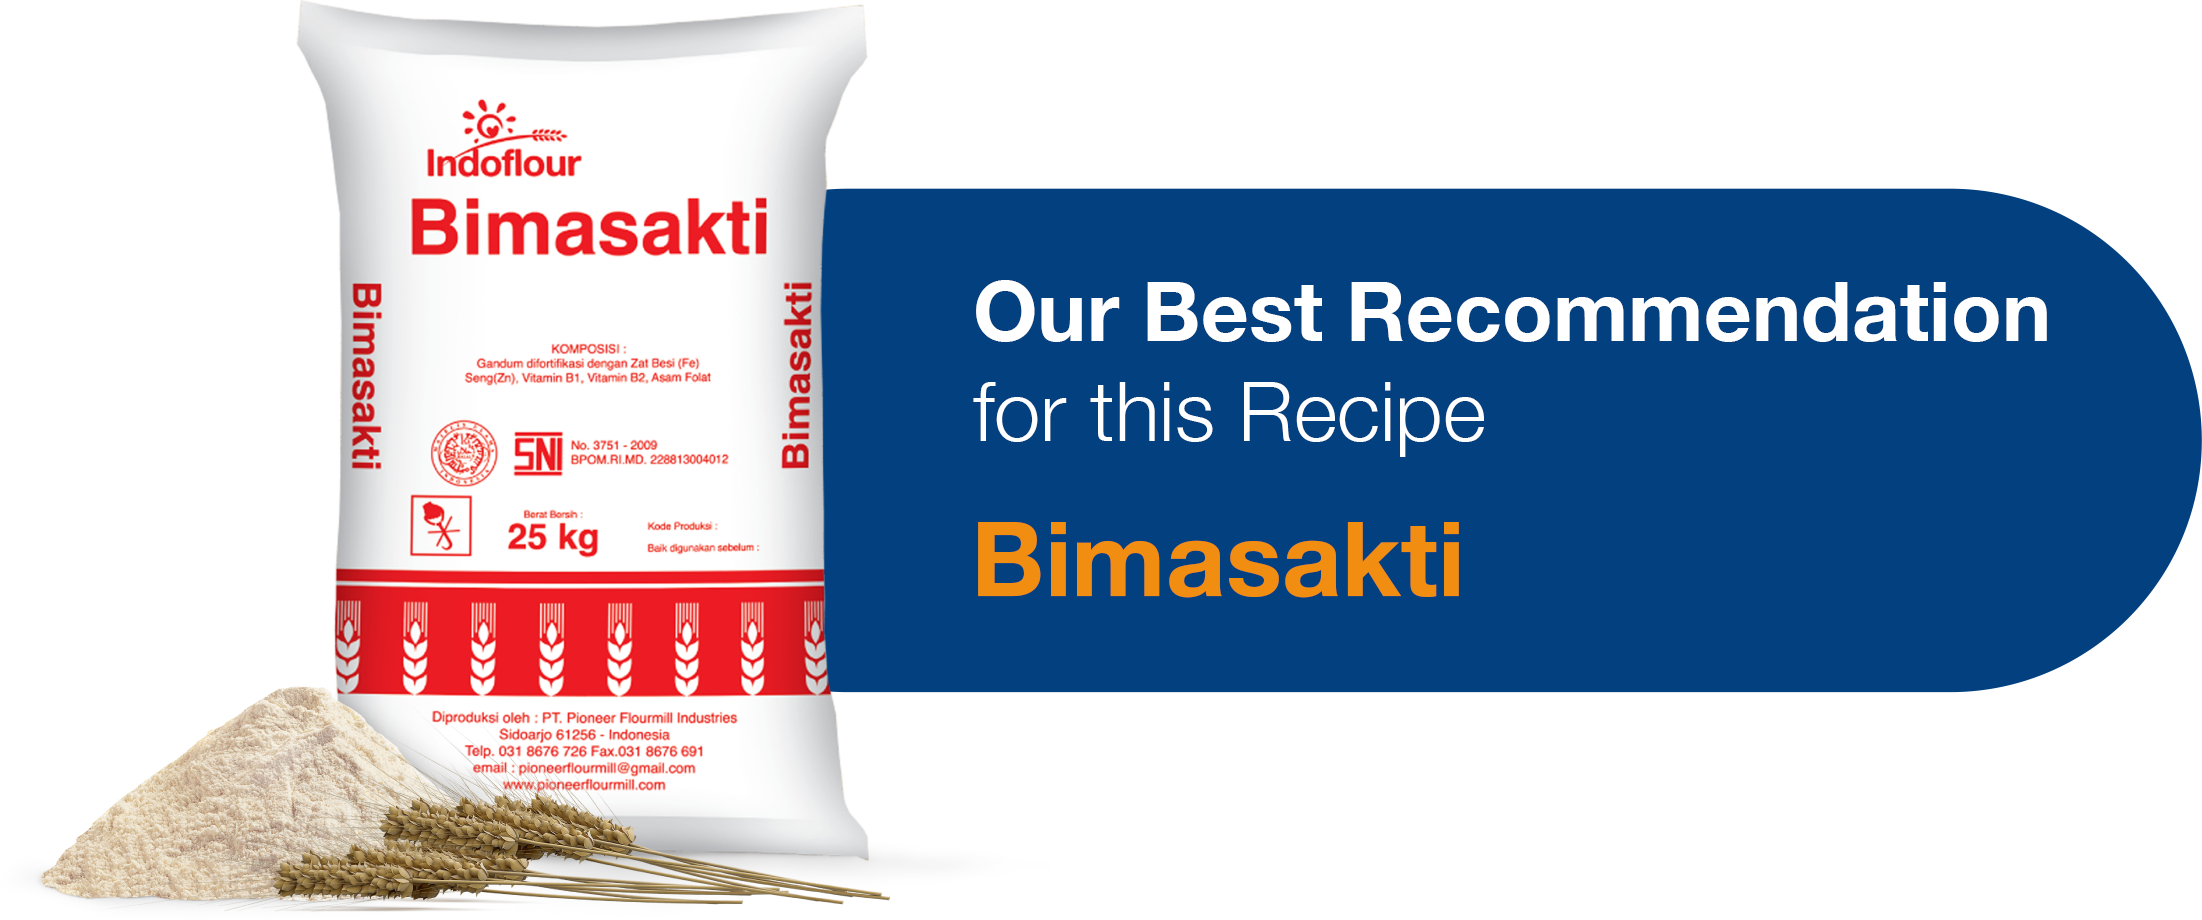 Indoflour
Bimasakti
Bimasakti
Bimasakti
KOMPOSISI :
Gandum difortifikasi dengan Zat Besi (Fe)
Seng(Zn), Vitamin B1, Vitamin B2, Asam Folat
SNI
No. 3751 - 2009
BPOM.RI.MD. 228813004012
Berat Bersih :
25 kg
Kode Produksi :
Baik digunakan sebelum :
Diproduksi oleh : PT. Pioneer Flourmill Industries
Sidoarjo 61256 - Indonesia
Telp. 031 8676 726 Fax.031 8676 691
email : pioneerflourmill@gmail.com
www.pioneerflourmill.com
Our Best Recommendation
for this Recipe
Bimasakti